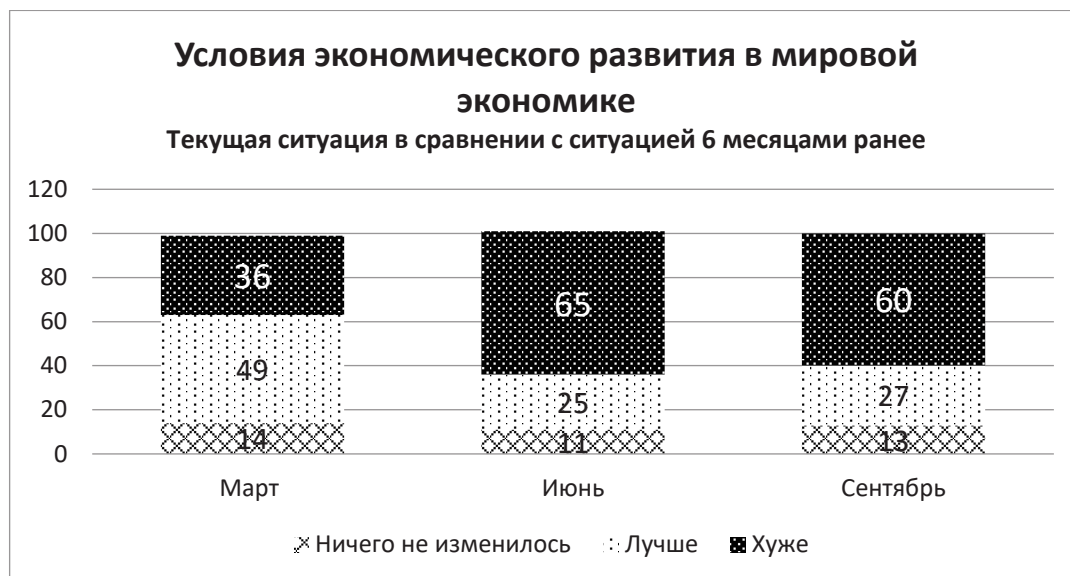 Условия экономического развития в мировой
экономике
Текущая ситуация в сравнении с ситуацией 6 месяцами ранее
120
100
80
60
40
20
0
36
49
14
65
25
11
60
27
13
Март
Июнь
Сентябрь
Ничего не изменилось
Лучше
Хуже